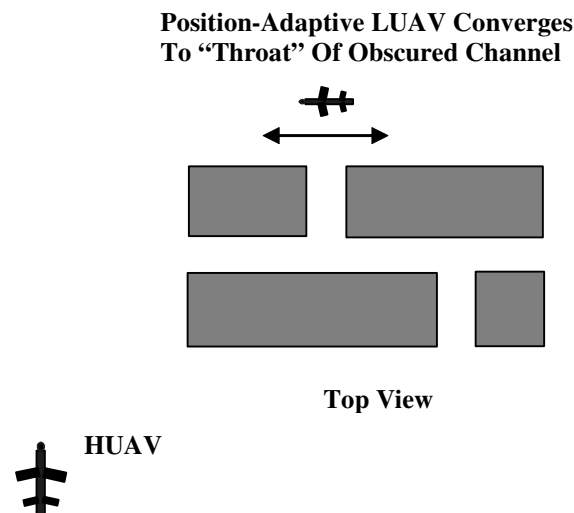 Position-Adaptive LUAV Converges
To “Throat” Of Obscured Channel
Top View
HUAV